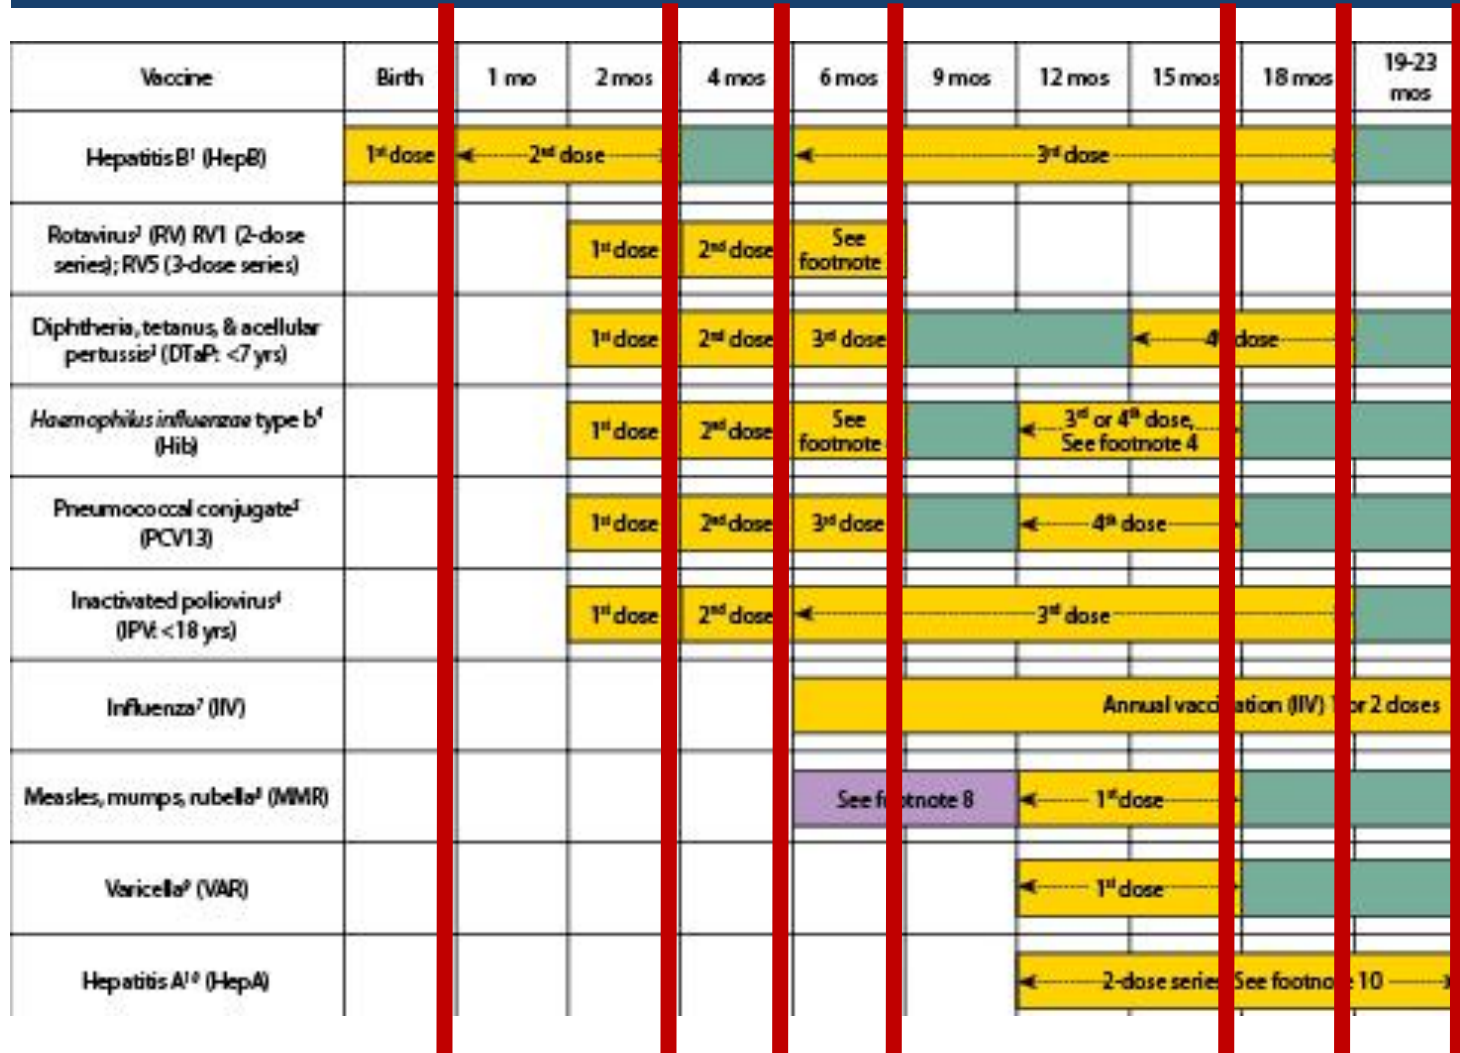 Vaccine Birth 1 mo 2 mos 4 mos 6 mos 9 mos 12 mos 15 mos 18 mos 19-23 mos
Hepatitis B¹ (HepB) 1st dose 2nd dose 3rd dose
Rotavirus² (RV) RV1 (2-dose
series); RV5 (3-dose series)
1st dose 2nd dose See
footnote
Diphtheria, tetanus, & acellular
pertussis³ (DTaP: <7 yrs)
1st dose 2nd dose 3rd dose dose
Haemophilus influenzae type b⁴
(Hib)
1st dose 2nd dose See
footnote
3rd or 4th dose,
See footnote 4
Pneumococcal conjugate⁵
(PCV13)
1st dose 2nd dose 3rd dose 4th dose
Inactivated poliovirus⁶
(IPV: <18 yrs)
1st dose 2nd dose 3rd dose
Influenza⁷ (IIV) Annual vaccination (IIV) 1 or 2 doses
Measles, mumps, rubella⁸ (MMR) See footnote 8 1st dose
Varicella⁹ (VAR) 1st dose
Hepatitis A¹⁰ (HepA) 2-dose series, See footnote 10